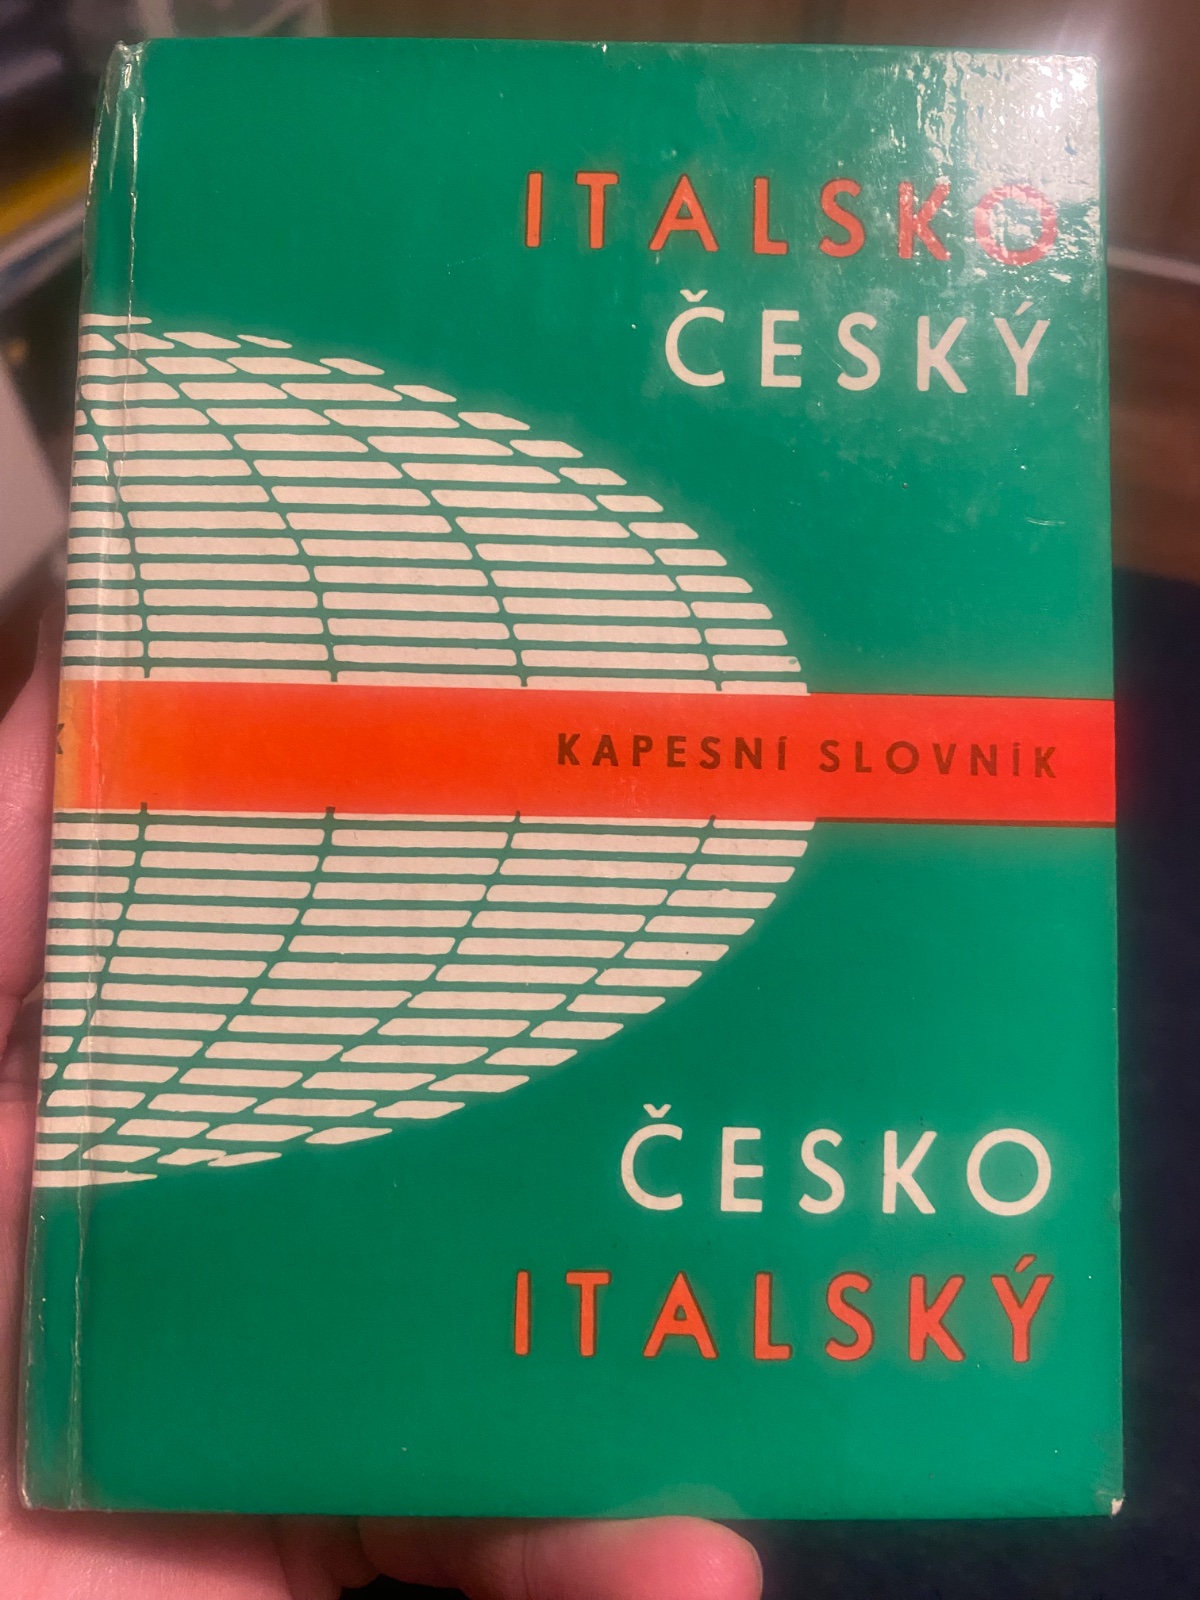 ITALSKO
ČESKÝ
KAPESNÍ SLOVNÍK
ČESKO
ITALSKÝ